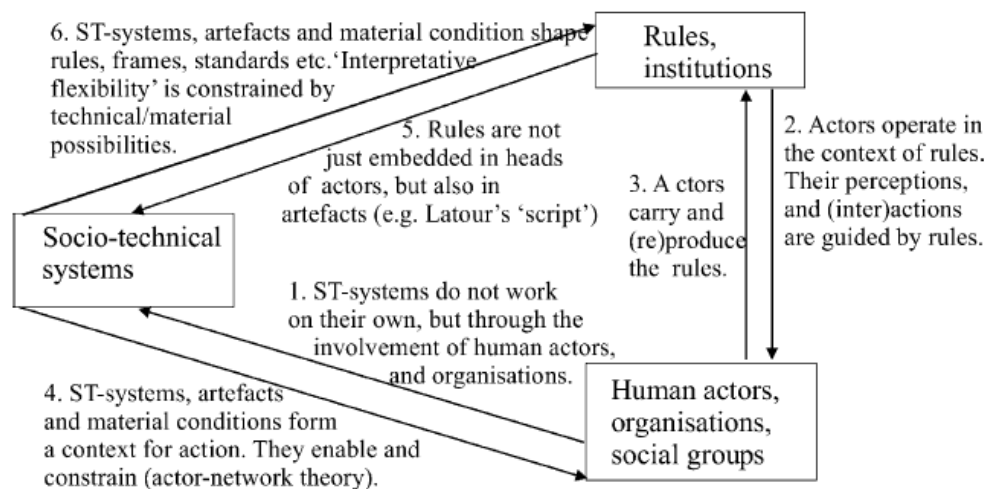 6. ST-systems, artefacts and material condition shape
rules, frames, standards etc.‘Interpretative
flexibility’ is constrained by
technical/material
possibilities.
Rules,
institutions
5. Rules are not
just embedded in heads
of actors, but also in
artefacts (e.g. Latour’s ‘script’)
2. Actors operate in
the context of rules.
Their perceptions,
and (inter)actions
are guided by rules.
3. A ctors
carry and
(re)produce
the rules.
Socio-technical
systems
1. ST-systems do not work
on their own, but through the
involvement of human actors,
and organisations.
4. ST-systems, artefacts
and material conditions form
a context for action. They enable and
constrain (actor-network theory).
Human actors,
organisations,
social groups